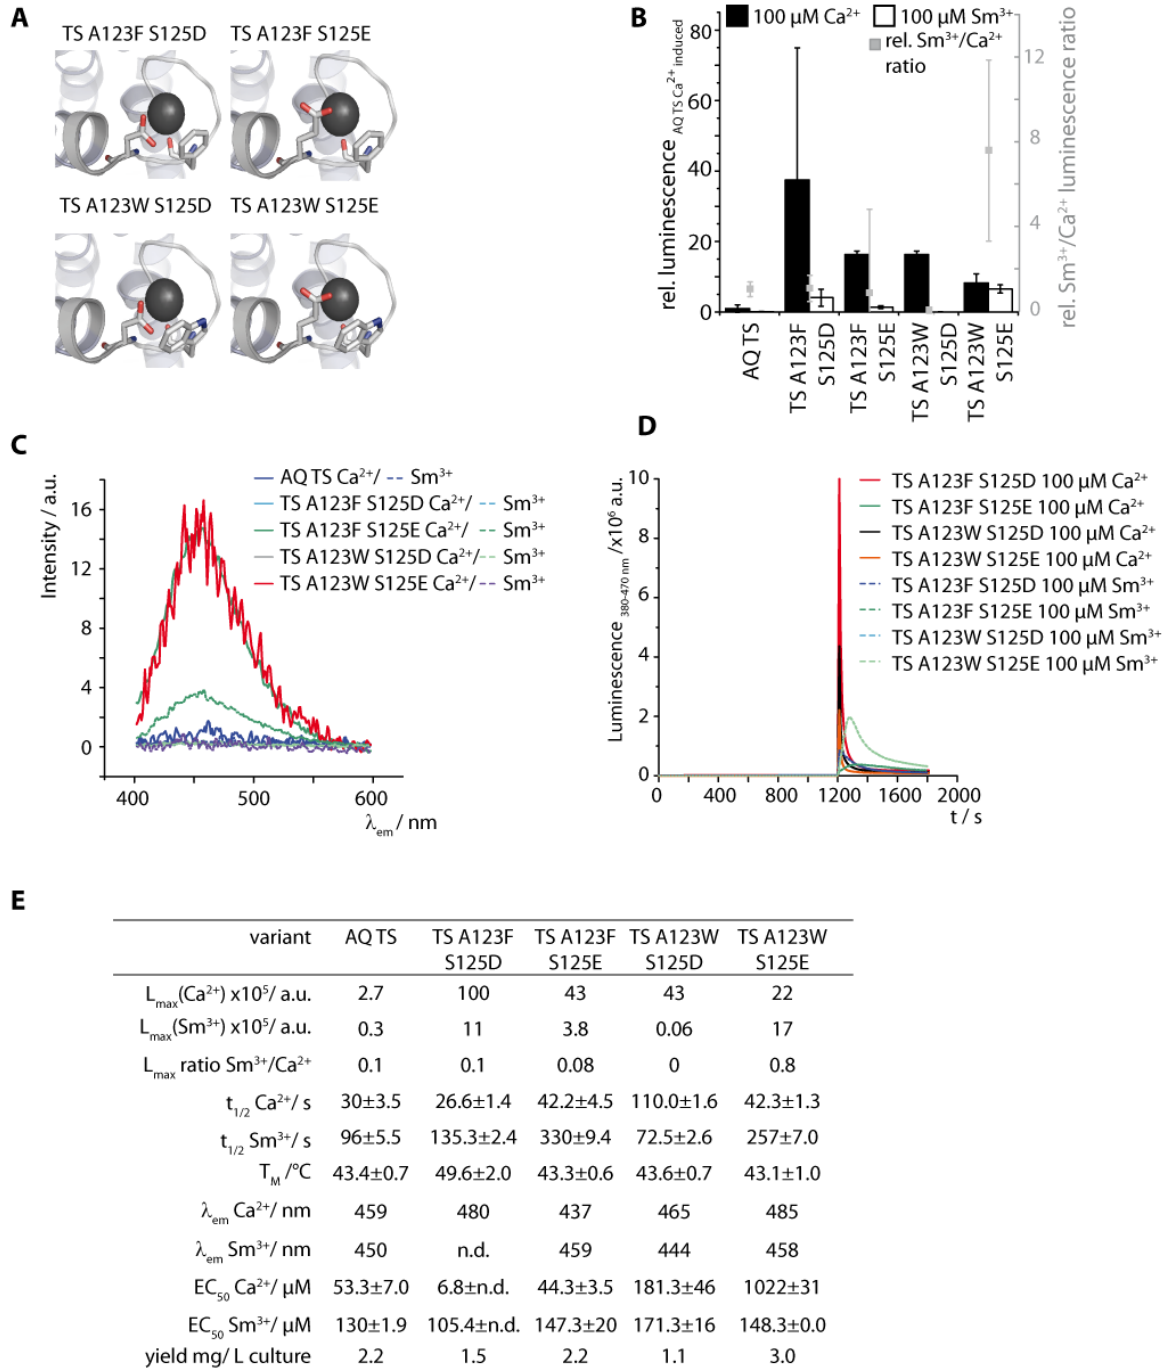 A
TS A123F S125D
TS A123F S125E
TS A123W S125D
TS A123W S125E
B
100 µM Ca²⁺
100 µM Sm³⁺
rel. Sm³⁺/Ca²⁺
ratio
rel. luminescence AQ TS Ca²⁺ induced
80
60
40
20
0
12
8
4
0
rel. Sm³⁺/Ca²⁺ luminescence ratio
AQ TS
TS A123F
S125D
TS A123F
S125E
TS A123W
S125D
TS A123W
S125E
C
Intensity / a.u.
16
12
8
4
0
400
500
600
λem / nm
AQ TS Ca²⁺/ Sm³⁺
TS A123F S125D Ca²⁺/ Sm³⁺
TS A123F S125E Ca²⁺/ Sm³⁺
TS A123W S125D Ca²⁺/ Sm³⁺
TS A123W S125E Ca²⁺/ Sm³⁺
D
Luminescence 380-470 nm /x10⁶ a.u.
10
8
6
4
2
0
0
400
800
1200
1600
2000
t / s
TS A123F S125D 100 µM Ca²⁺
TS A123F S125E 100 µM Ca²⁺
TS A123W S125D 100 µM Ca²⁺
TS A123W S125E 100 µM Ca²⁺
TS A123F S125D 100 µM Sm³⁺
TS A123F S125E 100 µM Sm³⁺
TS A123W S125D 100 µM Sm³⁺
TS A123W S125E 100 µM Sm³⁺
E
variant AQ TS TS A123F TS A123F TS A123W TS A123W
S125D S125E S125D S125E
Lmax(Ca²⁺) x10⁵/ a.u. 2.7 100 43 43 22
Lmax(Sm³⁺) x10⁵/ a.u. 0.3 11 3.8 0.06 17
Lmax ratio Sm³⁺/Ca²⁺ 0.1 0.1 0.08 0 0.8
t1/2 Ca²⁺/ s 30±3.5 26.6±1.4 42.2±4.5 110.0±1.6 42.3±1.3
t1/2 Sm³⁺/ s 96±5.5 135.3±2.4 330±9.4 72.5±2.6 257±7.0
TM /°C 43.4±0.7 49.6±2.0 43.3±0.6 43.6±0.7 43.1±1.0
λem Ca²⁺/ nm 459 480 437 465 485
λem Sm³⁺/ nm 450 n.d. 459 444 458
EC50 Ca²⁺/ µM 53.3±7.0 6.8±n.d. 44.3±3.5 181.3±46 1022±31
EC50 Sm³⁺/ µM 130±1.9 105.4±n.d. 147.3±20 171.3±16 148.3±0.0
yield mg/ L culture 2.2 1.5 2.2 1.1 3.0